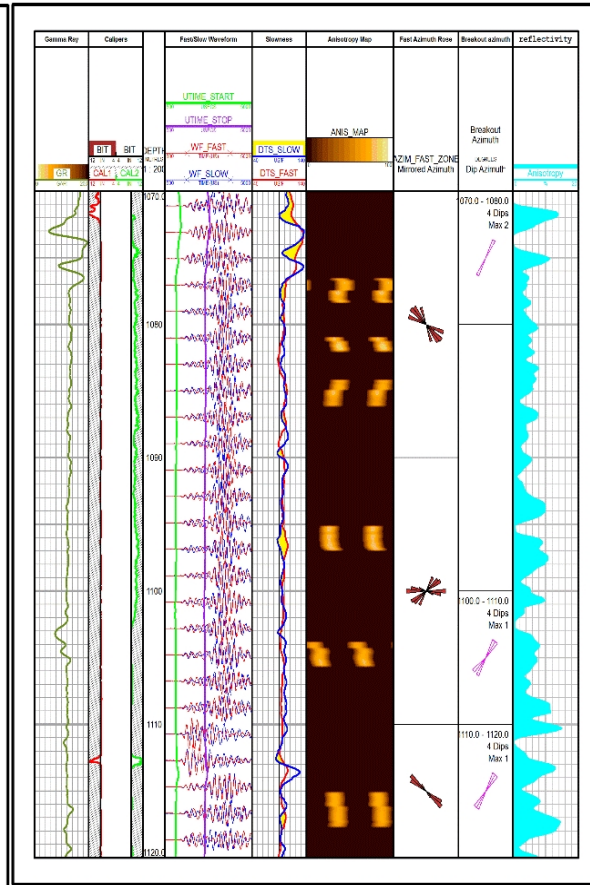 Gamma Ray
Calipers
Fast/Slow Waveform
Slowness
Anisotropy Map
Fast Azimuth Rose
Breakout azimuth
reflectivity
UTIME_START
UTIME_STOP
Breakout
Azimuth
BIT
BIT
DEPTH
WF_FAST
DTS_SLOW
ANIS_MAP
AZIM_FAST_ZONE
Mirrored Azimuth
Dip Azimuth
GR
CAL1
CAL2
WF_SLOW
DTS_FAST
Anisotropy
1070.0
1070.0 - 1080.0
4 Dips
Max 2
1080
1090
1100
1100.0 - 1110.0
4 Dips
Max 1
1110
1110.0 - 1120.0
4 Dips
Max 1
1120.0